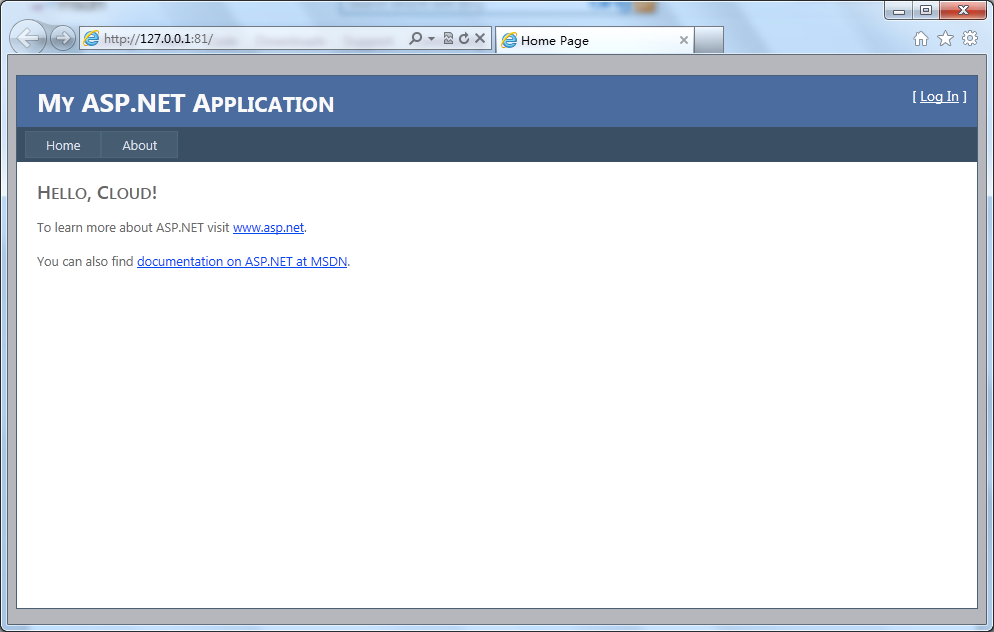 http://127.0.0.1:81/
Home Page
My ASP.NET Application
[ Log In ]
Home
About
Hello, Cloud!
To learn more about ASP.NET visit www.asp.net.
You can also find documentation on ASP.NET at MSDN.